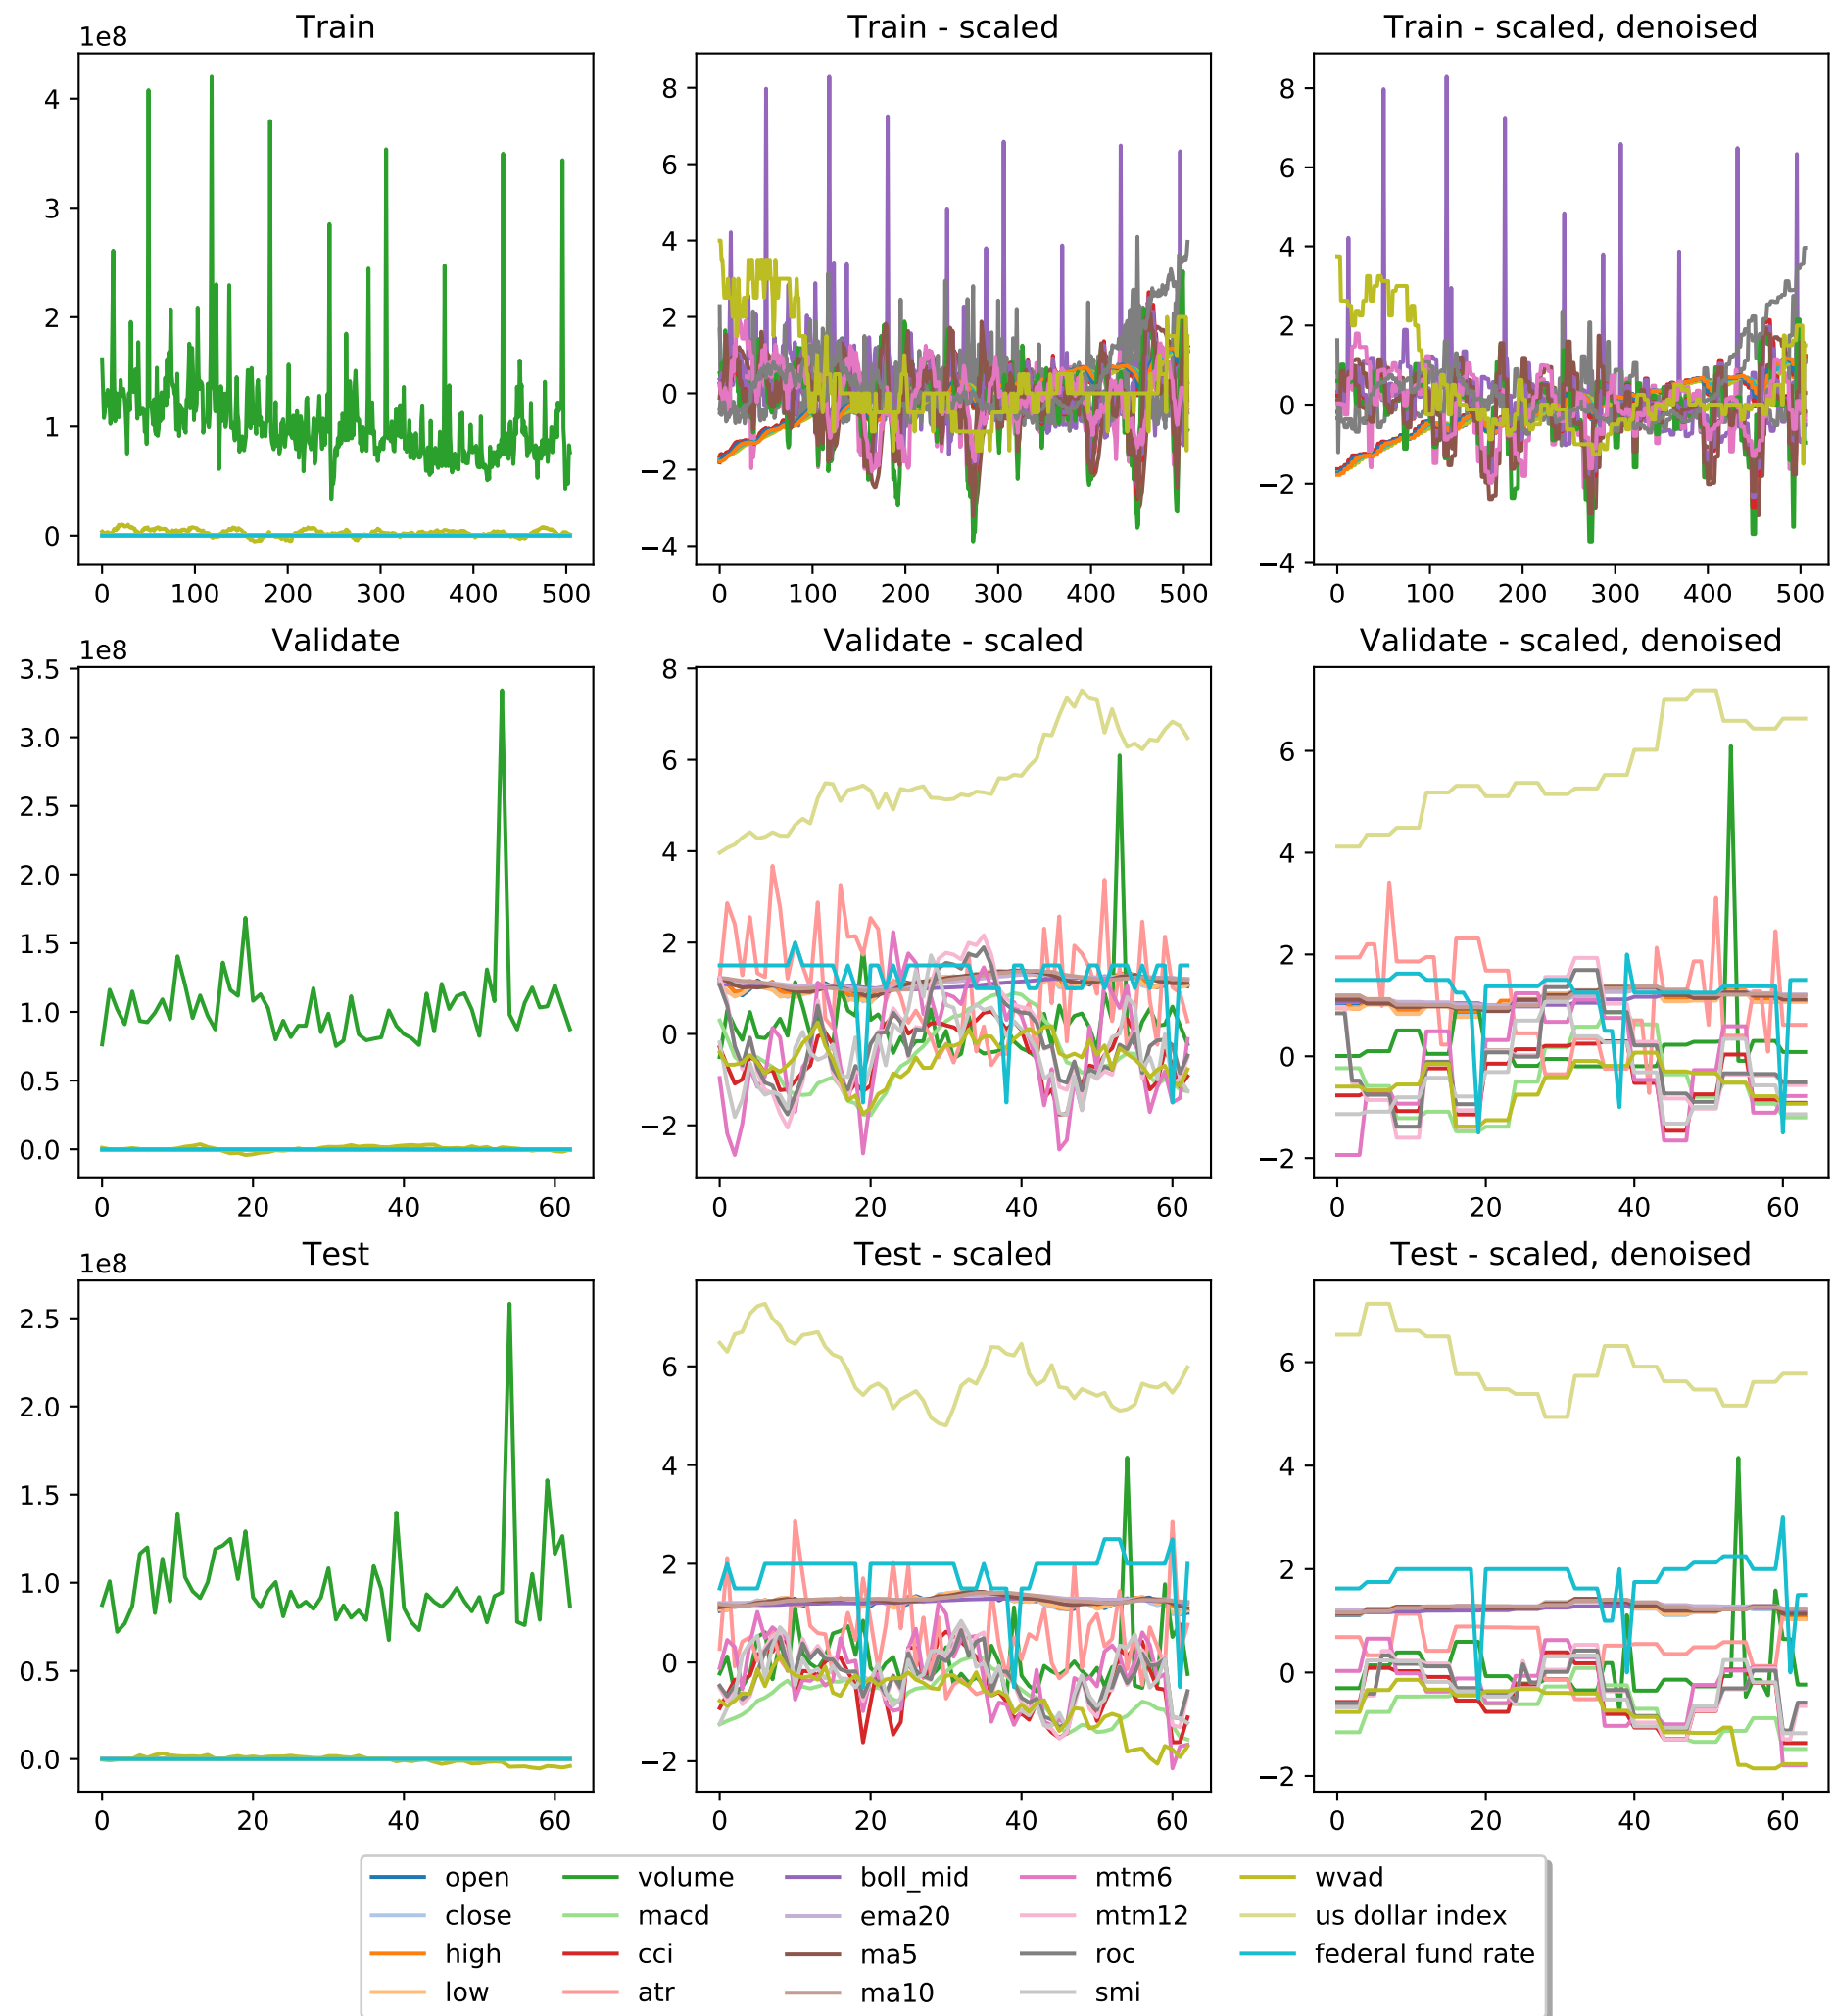 Train
Train - scaled
Train - scaled, denoised
1e8
4
3
2
1
0
0 100 200 300 400 500
8
6
4
2
0
−2
−4
0 100 200 300 400 500
8
6
4
2
0
−2
−4
0 100 200 300 400 500
Validate
Validate - scaled
Validate - scaled, denoised
1e8
3.5
3.0
2.5
2.0
1.5
1.0
0.5
0.0
0 20 40 60
8
6
4
2
0
−2
0 20 40 60
6
4
2
0
−2
0 20 40 60
Test
Test - scaled
Test - scaled, denoised
1e8
2.5
2.0
1.5
1.0
0.5
0.0
0 20 40 60
6
4
2
0
−2
0 20 40 60
6
4
2
0
−2
0 20 40 60
open
close
high
low
volume
macd
cci
atr
boll_mid
ema20
ma5
ma10
mtm6
mtm12
roc
smi
wvad
us dollar index
federal fund rate